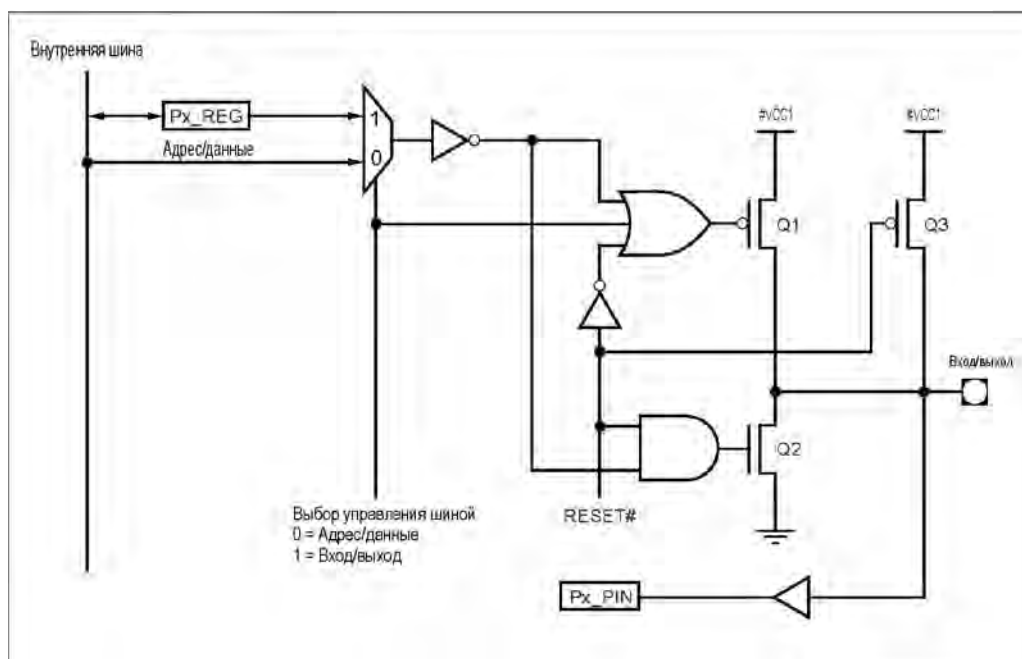 Внутренняя шина
Px_REG
Адрес/данные
1
0
#VCC1
#VCC1
Q1
Q3
Вход/выход
Q2
Выбор управления шиной
0 = Адрес/данные
1 = Вход/выход
RESET#
Px_PIN